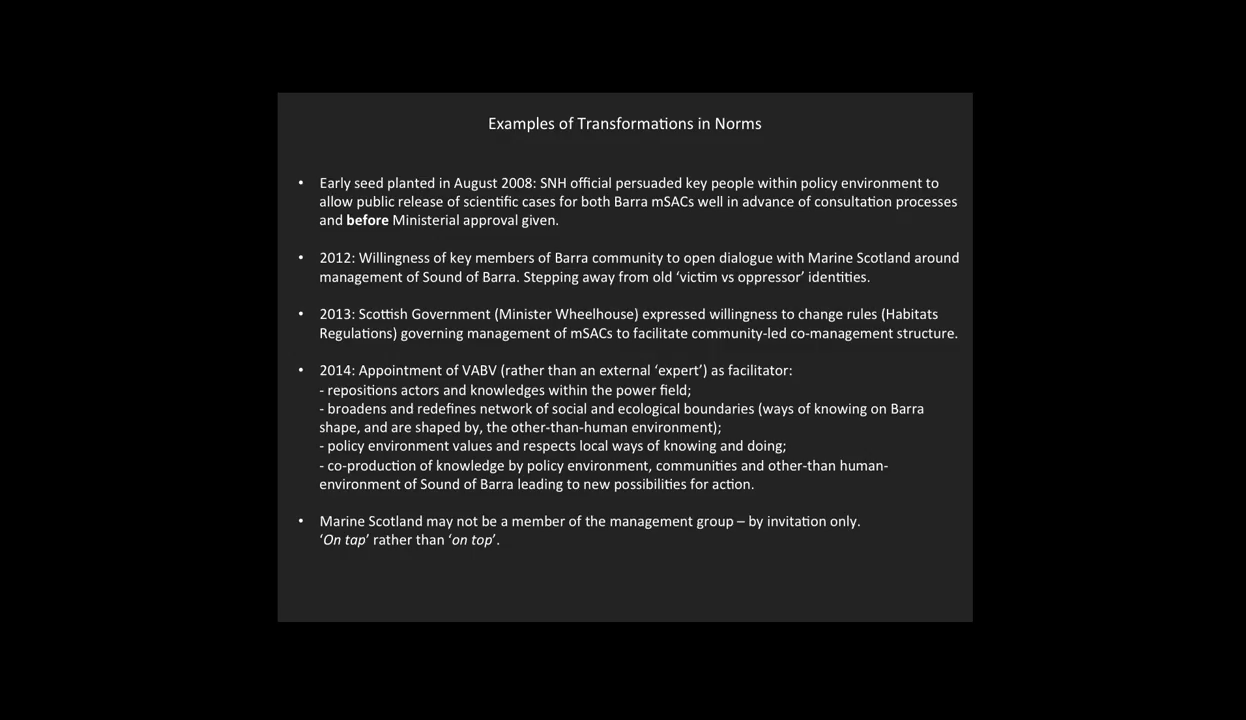 Examples of Transformations in Norms
• Early seed planted in August 2008: SNH official persuaded key people within policy environment to
allow public release of scientific cases for both Barra mSACs well in advance of consultation processes
and before Ministerial approval given.
• 2012: Willingness of key members of Barra community to open dialogue with Marine Scotland around
management of Sound of Barra. Stepping away from old ‘victim vs oppressor’ identities.
• 2013: Scottish Government (Minister Wheelhouse) expressed willingness to change rules (Habitats
Regulations) governing management of mSACs to facilitate community-led co-management structure.
• 2014: Appointment of VABV (rather than an external ‘expert’) as facilitator:
- repositions actors and knowledges within the power field;
- broadens and redefines network of social and ecological boundaries (ways of knowing on Barra
shape, and are shaped by, the other-than-human environment);
- policy environment values and respects local ways of knowing and doing;
- co-production of knowledge by policy environment, communities and other-than human-
environment of Sound of Barra leading to new possibilities for action.
• Marine Scotland may not be a member of the management group – by invitation only.
‘On tap’ rather than ‘on top’.